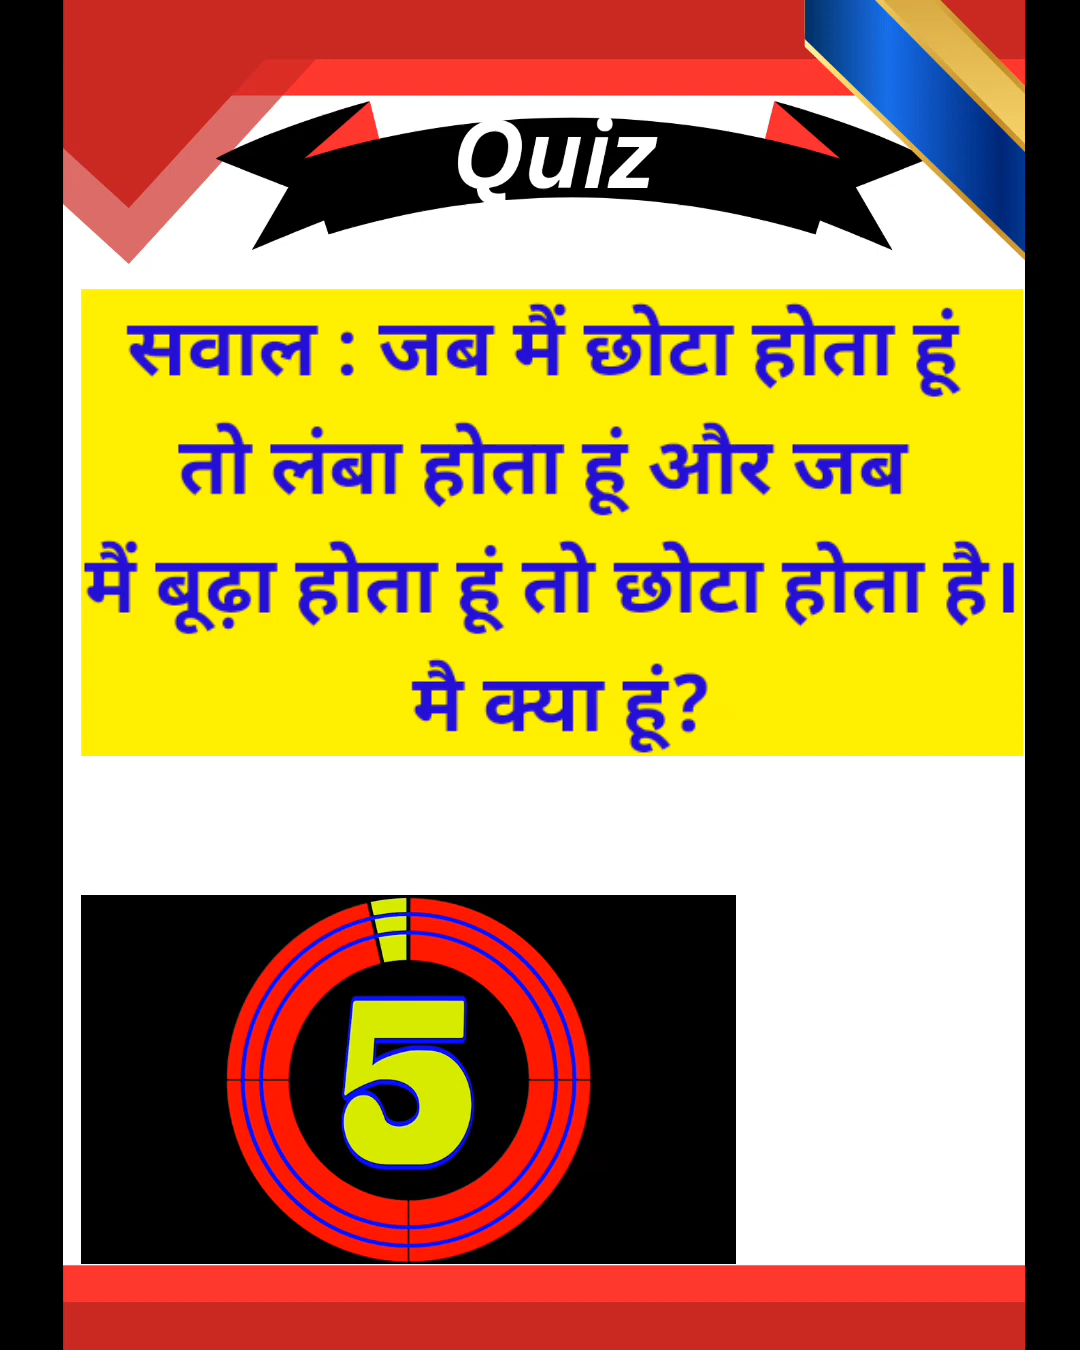 Quiz
सवाल : जब मैं छोटा होता हूं
तो लंबा होता हूं और जब
मैं बूढ़ा होता हूं तो छोटा होता है।
मै क्या हूं?
5